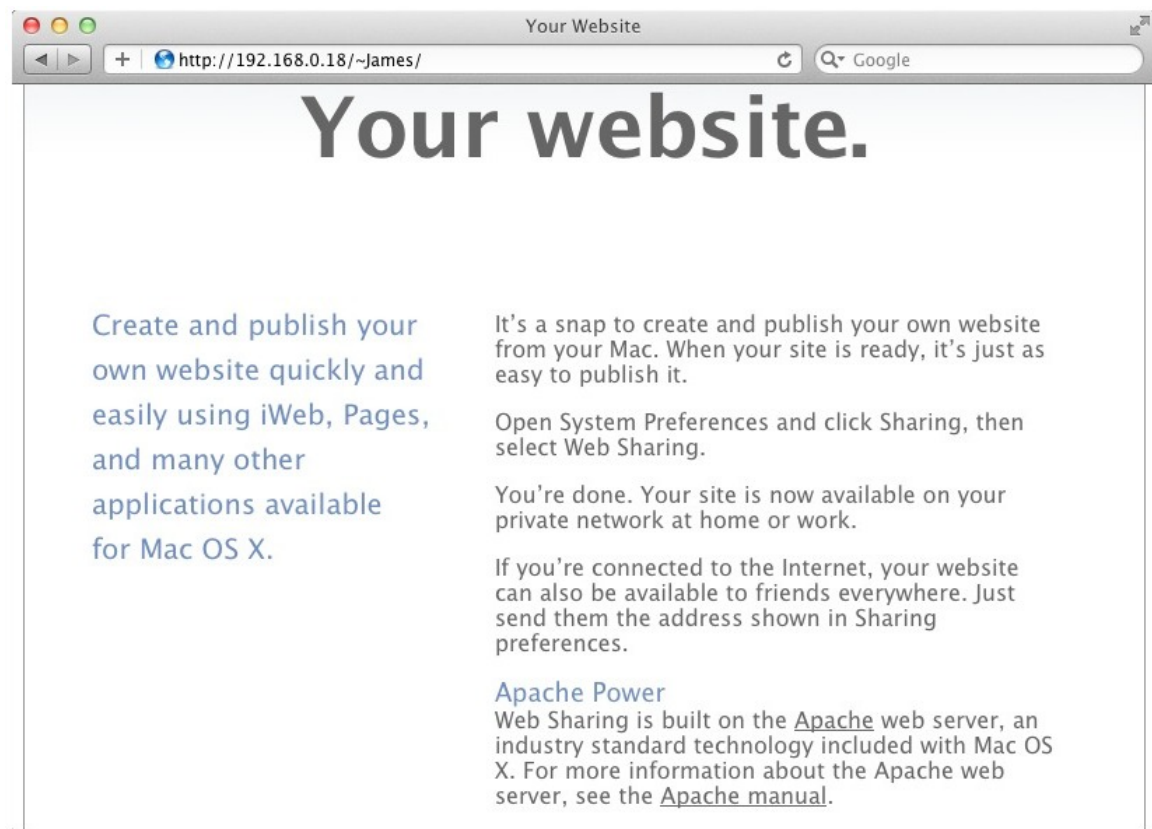 Your Website
http://192.168.0.18/~James/
Google
Your website.
Create and publish your
own website quickly and
easily using iWeb, Pages,
and many other
applications available
for Mac OS X.
It’s a snap to create and publish your own website
from your Mac. When your site is ready, it’s just as
easy to publish it.
Open System Preferences and click Sharing, then
select Web Sharing.
You’re done. Your site is now available on your
private network at home or work.
If you’re connected to the Internet, your website
can also be available to friends everywhere. Just
send them the address shown in Sharing
preferences.
Apache Power
Web Sharing is built on the Apache web server, an
industry standard technology included with Mac OS
X. For more information about the Apache web
server, see the Apache manual.